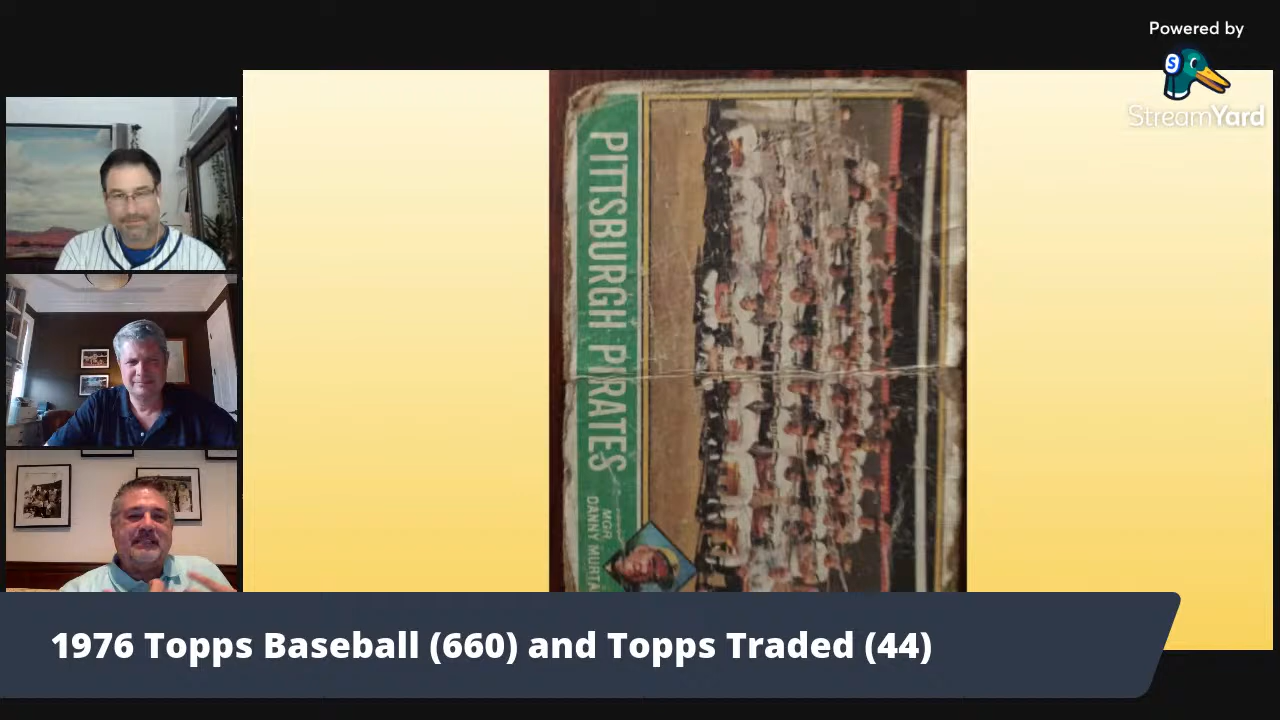 Powered by
S
StreamYard
PITTSBURGH PIRATES
MGR
DANNY MURTA
1976 Topps Baseball (660) and Topps Traded (44)